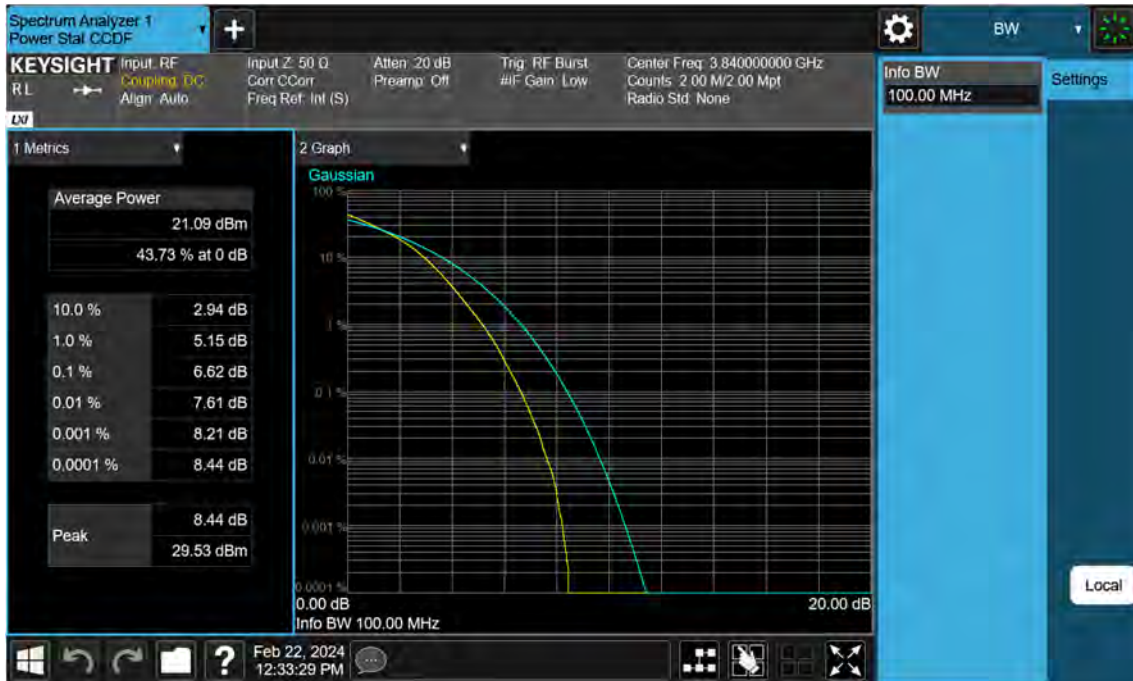 Spectrum Analyzer 1
Power Stat CCDF
+
BW
KEYSIGHT
RL
LXI
Input: RF
Coupling: DC
Align: Auto
Input Z: 50 Ω
Corr CCorr
Freq Ref: Int (S)
Atten: 20 dB
Preamp: Off
Trig: RF Burst
#IF Gain: Low
Center Freq: 3.840000000 GHz
Counts: 2.00 M/2.00 Mpt
Radio Std: None
Info BW
100.00 MHz
Settings
1 Metrics
Average Power
21.09 dBm
43.73 % at 0 dB
10.0 % 2.94 dB
1.0 % 5.15 dB
0.1 % 6.62 dB
0.01 % 7.61 dB
0.001 % 8.21 dB
0.0001 % 8.44 dB
Peak
8.44 dB
29.53 dBm
2 Graph
Gaussian
100 %
10 %
1 %
0.1 %
0.01 %
0.001 %
0.0001 %
0.00 dB 20.00 dB
Info BW 100.00 MHz
Local
?
Feb 22, 2024
12:33:29 PM